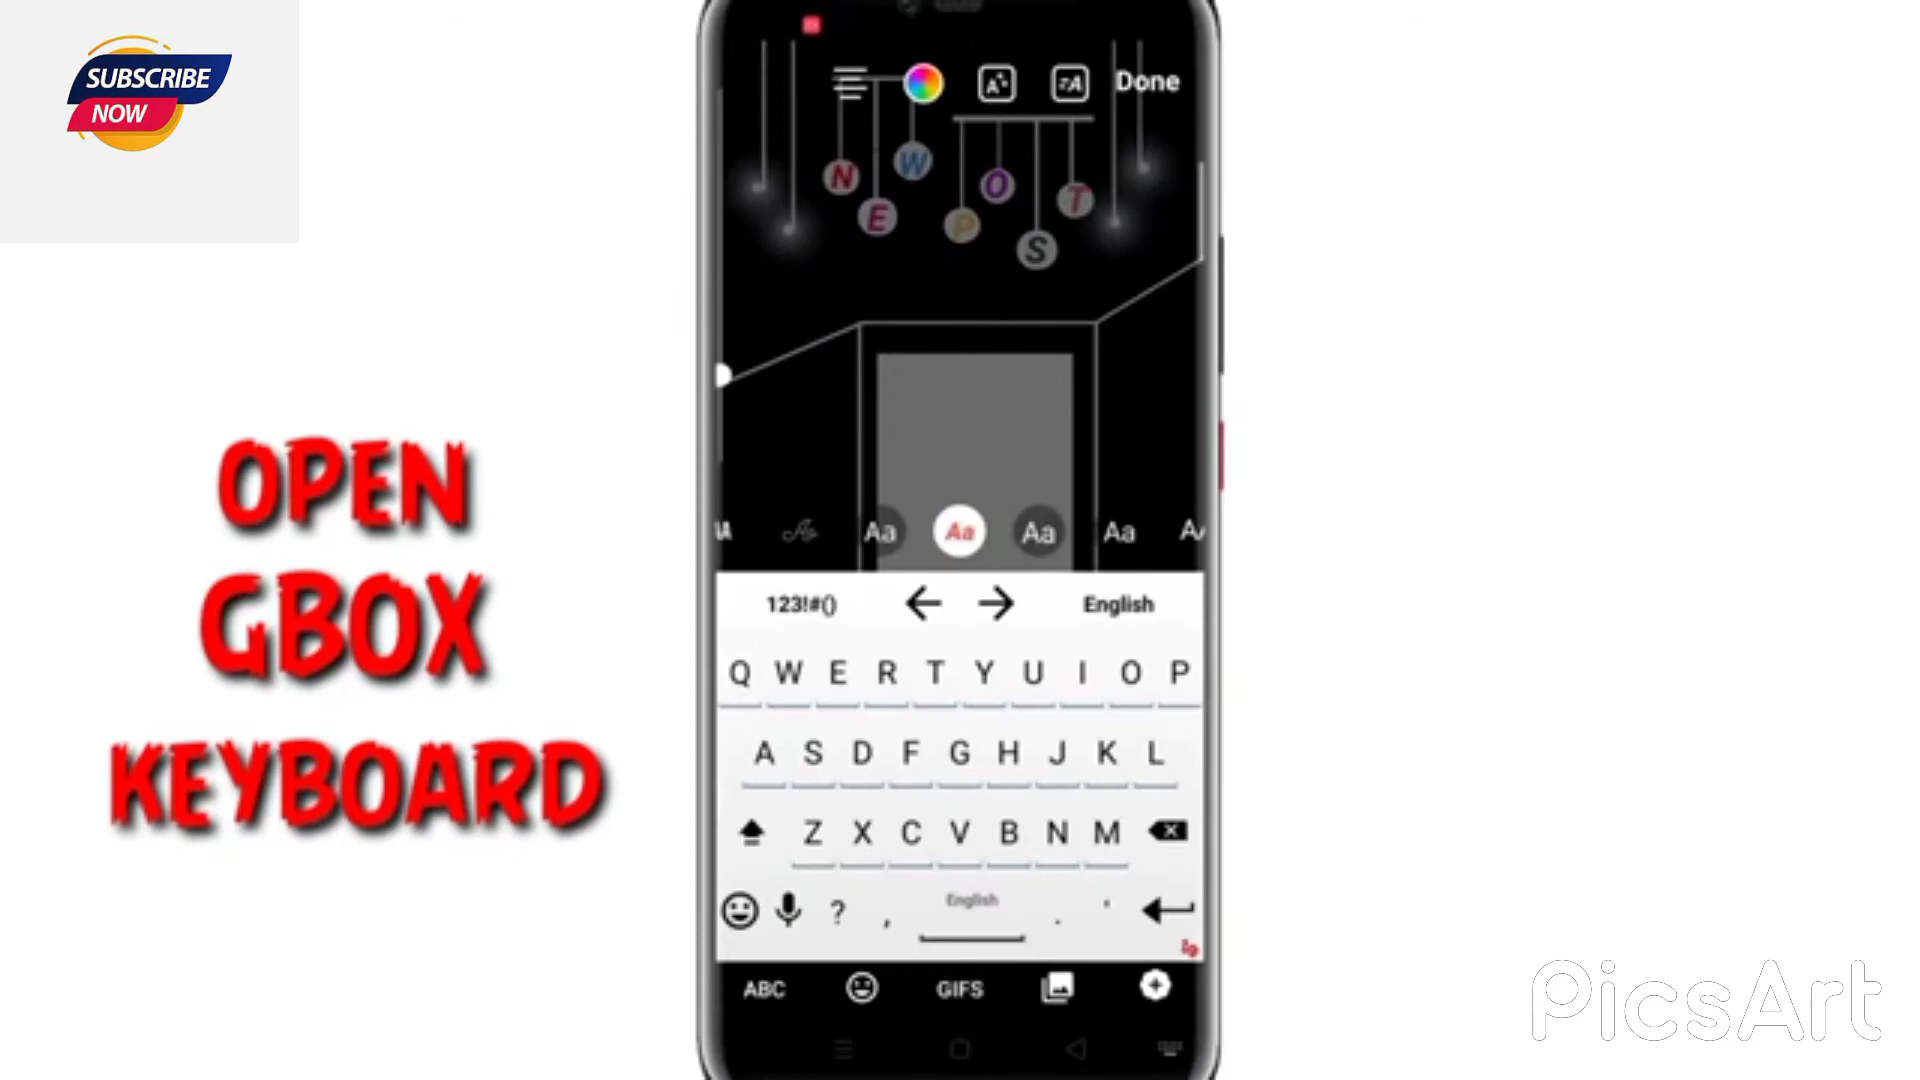 SUBSCRIBE
NOW
Done
N E W P O S T
OPEN
GBOX
KEYBOARD
Aa Aa Aa Aa
123!#() English
Q W E R T Y U I O P
A S D F G H J K L
Z X C V B N M
? , English . '
ABC GIFS
PicsArt